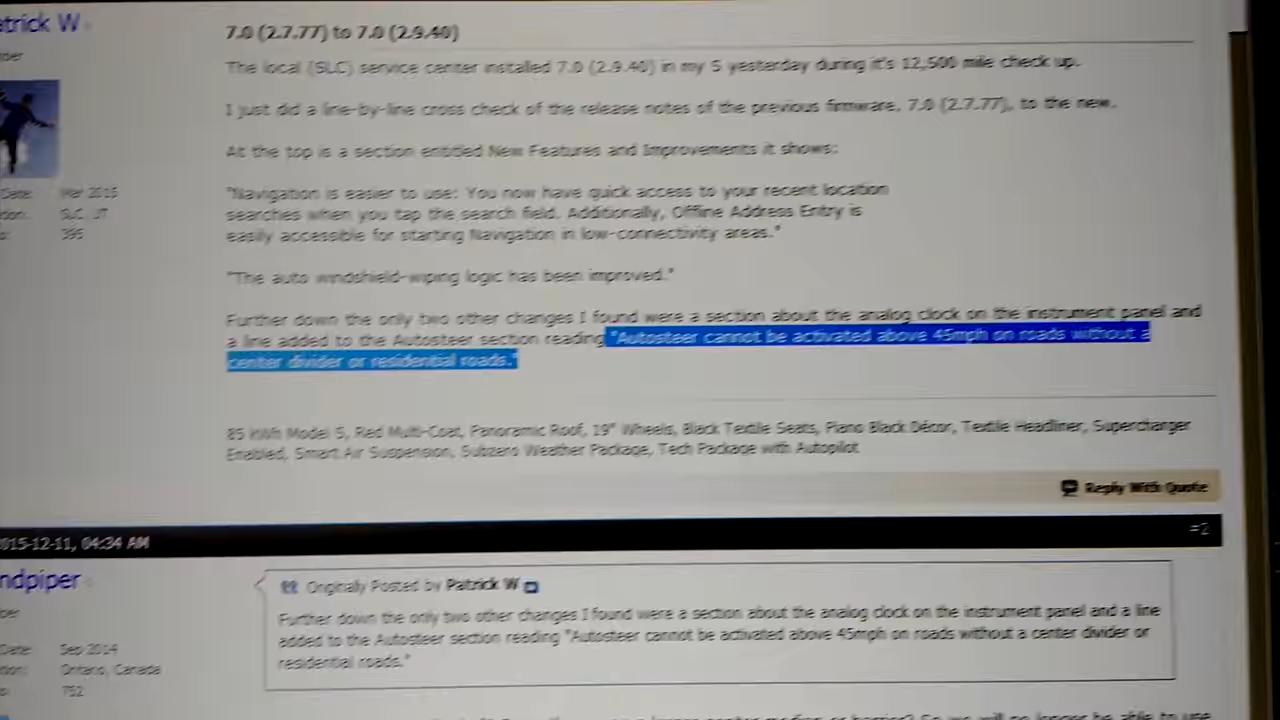 atrick W
7.0 (2.7.77) to 7.0 (2.9.40)
The local (SLC) service center installed 7.0 (2.9.40) in my S yesterday during it's 12,500 mile check up.
I just did a line-by-line cross check of the release notes of the previous firmware, 7.0 (2.7.77), to the new.
At the top is a section entitled New Features and Improvements it shows:
Date: Mar 2015
SLC, UT
395
"Navigation is easier to use: You now have quick access to your recent location
searches when you tap the search field. Additionally, Offline Address Entry is
easily accessible for starting Navigation in low-connectivity areas."
"The auto windshield-wiping logic has been improved."
Further down the only two other changes I found were a section about the analog clock on the instrument panel and
a line added to the Autosteer section reading "Autosteer cannot be activated above 45mph on roads without a
center divider or residential roads."
85 kWh Model S, Red Multi-Coat, Panoramic Roof, 19" Wheels, Black Textile Seats, Piano Black Décor, Textile Headliner, Supercharger
Enabled, Smart Air Suspension, Subzero Weather Package, Tech Package with Autopilot
Reply With Quote
015-12-11, 04:34 AM
#2
ndpiper
Date: Sep 2014
Ontario, Canada
752
Originally Posted by Patrick W
Further down the only two other changes I found were a section about the analog clock on the instrument panel and a line
added to the Autosteer section reading "Autosteer cannot be activated above 45mph on roads without a center divider or
residential roads."